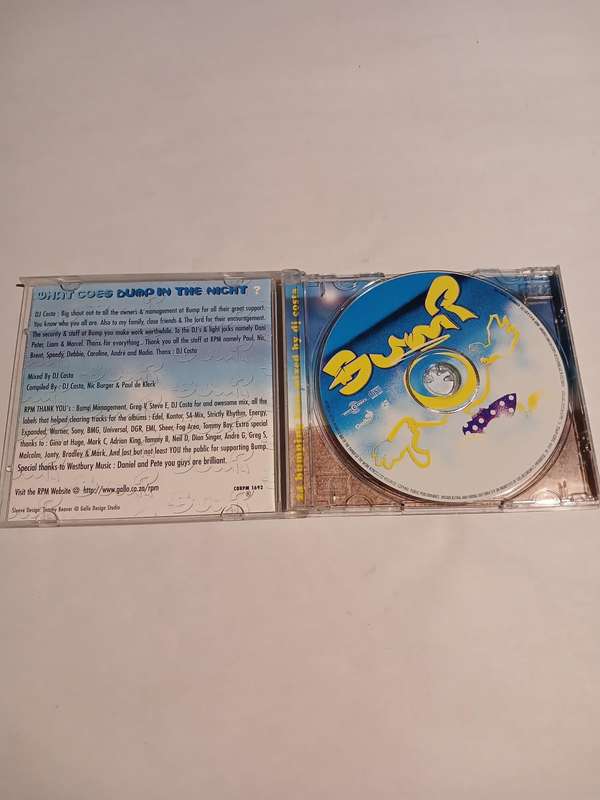 WHAT GOES BUMP IN THE NIGHT ?
DJ Costa : Big shout out to all the owners & management at Bump for all their great support.
You know who you all are. Also to my family, close friends & The lord for their encouragement.
The security & staff at Bump you make work worthwhile. To the DJ's & light jocks namely Dani
Peter, Liam & Marcel. Thanx for everything. Thank you all the staff at RPM namely Paul, Nic,
Brent, Speedy, Debbie, Caroline, André and Nadia. Thanx : DJ Costa
Mixed By DJ Costa
Compiled By : DJ Costa, Nic Burger & Paul de Klerk
RPM THANK YOU's : Bump Management, Greg V, Stevie E, DJ Costa for and awesome mix, all the
labels that helped clearing tracks for the album : Edel, Kontor, SA-Mix, Strictly Rhythm, Energy,
Expanded, Warner, Sony, BMG, Universal, DGR, EMI, Sheer, Fog Area, Tommy Boy. Extra special
thanks to : Gina at Huge, Mark C, Adrian King, Tommy B, Neil D, Dian Singer, Andre G, Greg S,
Malcolm, Jonty, Bradley & Mark, And last but not least YOU the public for supporting Bump.
Special thanks to Westbury Music : Daniel and Pete you guys are brilliant.
Visit the RPM Website @ http://www.gallo.co.za/rpm
CDRPM 1692
Sleeve Design: Tammy Beaver @ Gallo Design Studio
mixed by dj costa
Bump